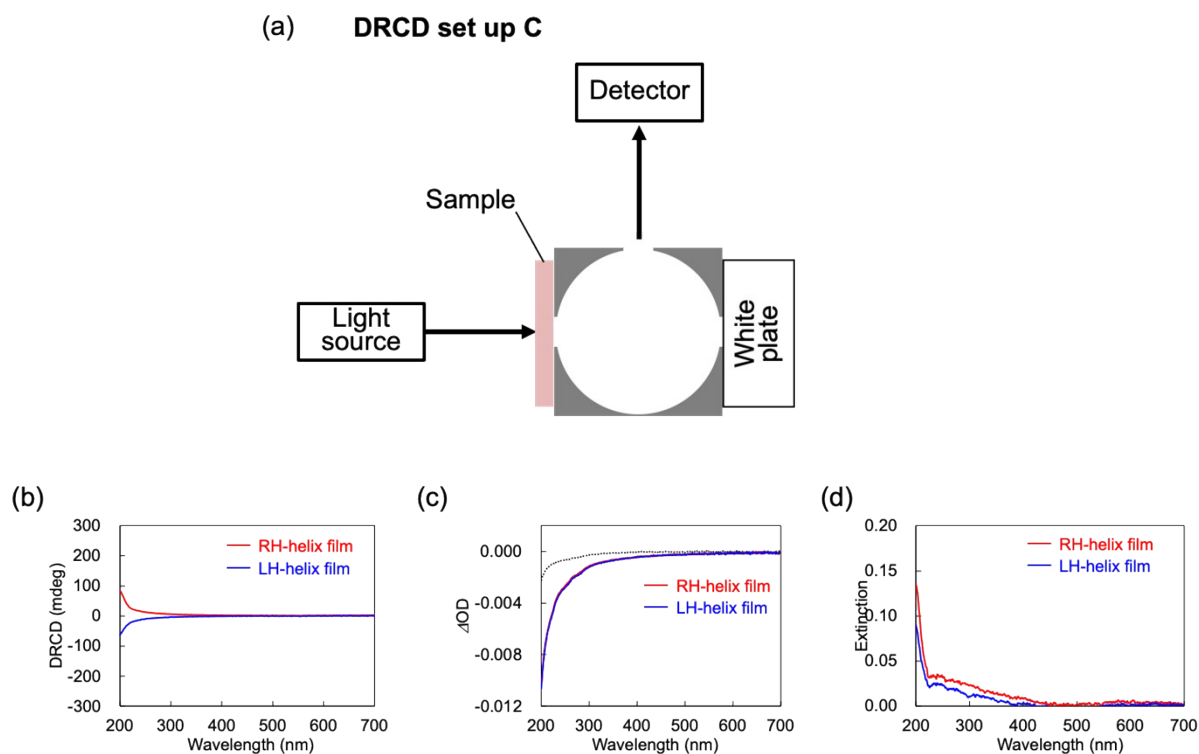 (a) DRCD set up C
Detector
Sample
Light
source
White
plate
(b)
300
200
100
0
-100
-200
-300
DRCD (mdeg)
RH-helix film
LH-helix film
200 300 400 500 600 700
Wavelength (nm)
(c)
0.000
-0.004
-0.008
-0.012
ΔOD
RH-helix film
LH-helix film
200 300 400 500 600 700
Wavelength (nm)
(d)
0.20
0.15
0.10
0.05
0.00
Extinction
RH-helix film
LH-helix film
200 300 400 500 600 700
Wavelength (nm)